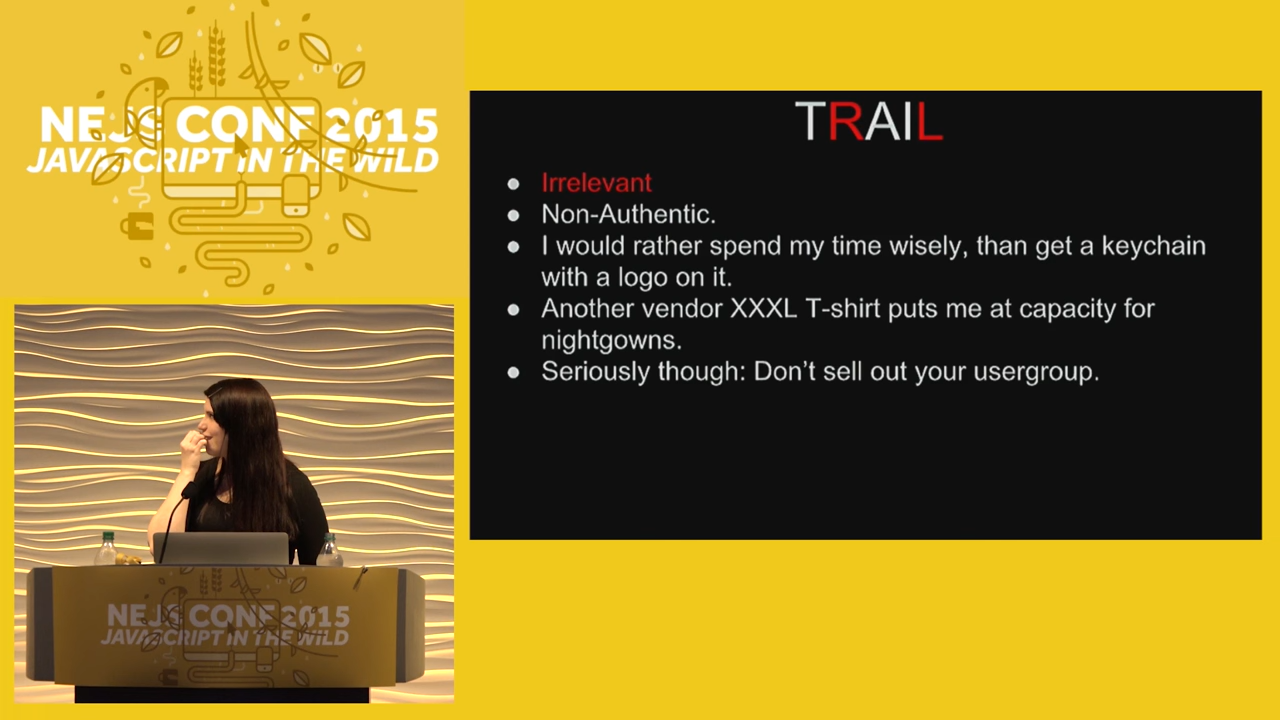 NEJS CONF 2015
JAVASCRIPT IN THE WILD
TRAIL
Irrelevant
Non-Authentic.
I would rather spend my time wisely, than get a keychain
with a logo on it.
Another vendor XXXL T-shirt puts me at capacity for
nightgowns.
Seriously though: Don't sell out your usergroup.
NEJS CONF 2015
JAVASCRIPT IN THE WILD